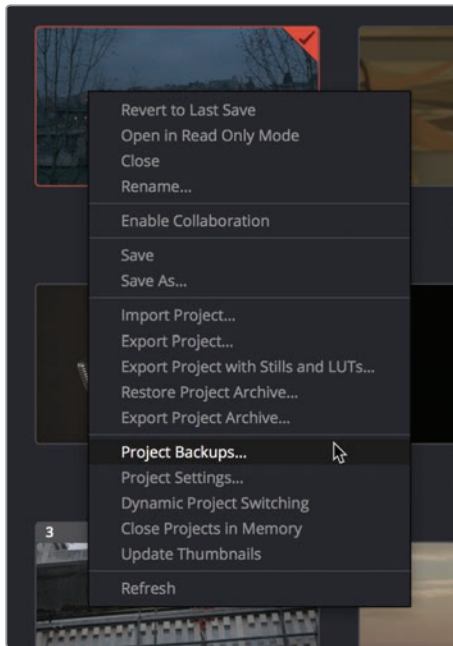 Revert to Last Save
Open in Read Only Mode
Close
Rename...
Enable Collaboration
Save
Save As...
Import Project...
Export Project...
Export Project with Stills and LUTs...
Restore Project Archive...
Export Project Archive...
Project Backups...
Project Settings...
Dynamic Project Switching
Close Projects in Memory
Update Thumbnails
3
Refresh